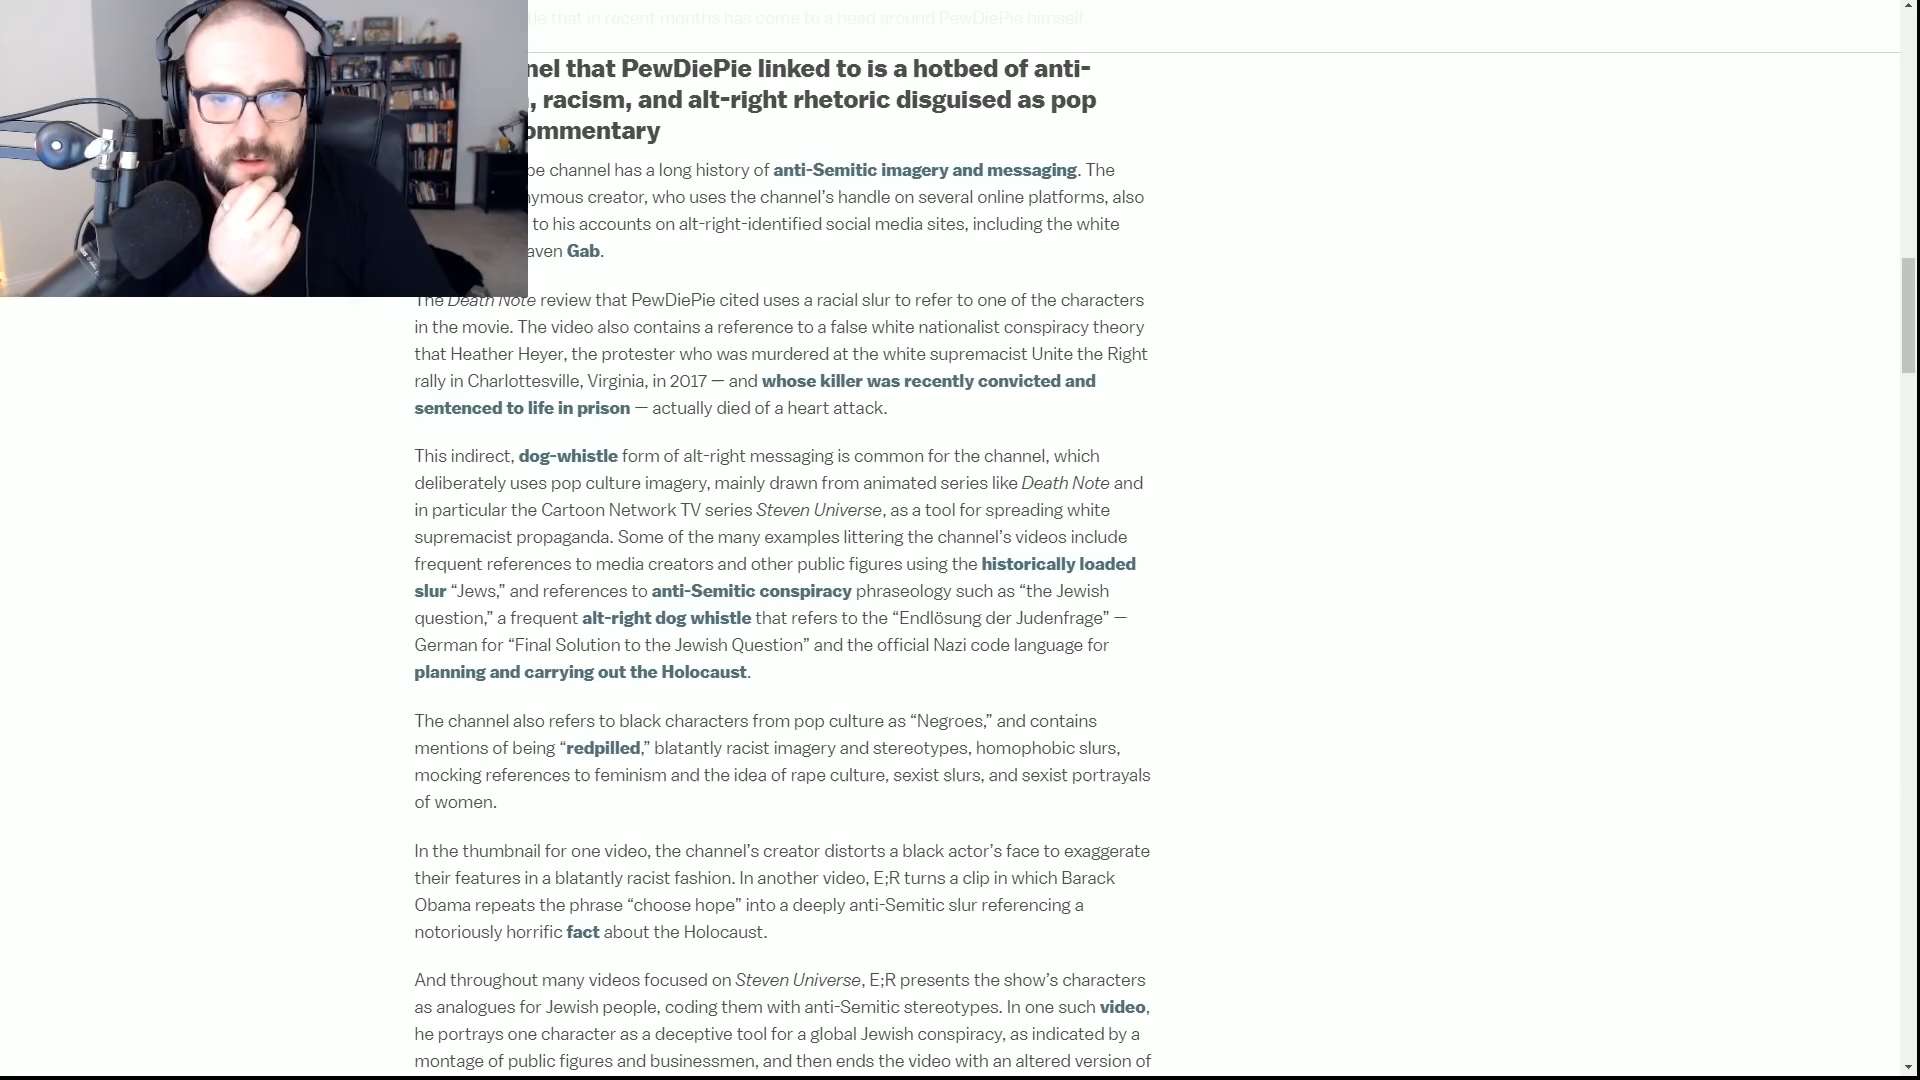 le that in recent months has come to a head around PewDiePie himself.
nel that PewDiePie linked to is a hotbed of anti-
, racism, and alt-right rhetoric disguised as pop
ommentary
be channel has a long history of anti-Semitic imagery and messaging. The
nymous creator, who uses the channel’s handle on several online platforms, also
to his accounts on alt-right-identified social media sites, including the white
aven Gab.
The Death Note review that PewDiePie cited uses a racial slur to refer to one of the characters
in the movie. The video also contains a reference to a false white nationalist conspiracy theory
that Heather Heyer, the protester who was murdered at the white supremacist Unite the Right
rally in Charlottesville, Virginia, in 2017 — and whose killer was recently convicted and
sentenced to life in prison — actually died of a heart attack.
This indirect, dog-whistle form of alt-right messaging is common for the channel, which
deliberately uses pop culture imagery, mainly drawn from animated series like Death Note and
in particular the Cartoon Network TV series Steven Universe, as a tool for spreading white
supremacist propaganda. Some of the many examples littering the channel’s videos include
frequent references to media creators and other public figures using the historically loaded
slur “Jews,” and references to anti-Semitic conspiracy phraseology such as “the Jewish
question,” a frequent alt-right dog whistle that refers to the “Endlösung der Judenfrage” —
German for “Final Solution to the Jewish Question” and the official Nazi code language for
planning and carrying out the Holocaust.
The channel also refers to black characters from pop culture as “Negroes,” and contains
mentions of being “redpilled,” blatantly racist imagery and stereotypes, homophobic slurs,
mocking references to feminism and the idea of rape culture, sexist slurs, and sexist portrayals
of women.
In the thumbnail for one video, the channel’s creator distorts a black actor’s face to exaggerate
their features in a blatantly racist fashion. In another video, E;R turns a clip in which Barack
Obama repeats the phrase “choose hope” into a deeply anti-Semitic slur referencing a
notoriously horrific fact about the Holocaust.
And throughout many videos focused on Steven Universe, E;R presents the show’s characters
as analogues for Jewish people, coding them with anti-Semitic stereotypes. In one such video,
he portrays one character as a deceptive tool for a global Jewish conspiracy, as indicated by a
montage of public figures and businessmen, and then ends the video with an altered version of